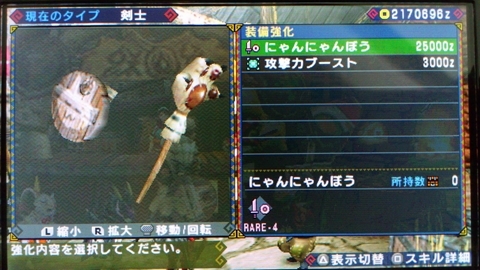 現在のタイプ 剣士
2170696z
装備強化
にゃんにゃんぼう 25000z
攻撃力ブースト 3000z
にゃんにゃんぼう 所持数 0
RARE-4
L 縮小 R 拡大 移動/回転
強化内容を選択してください。
△表示切替 □スキル詳細